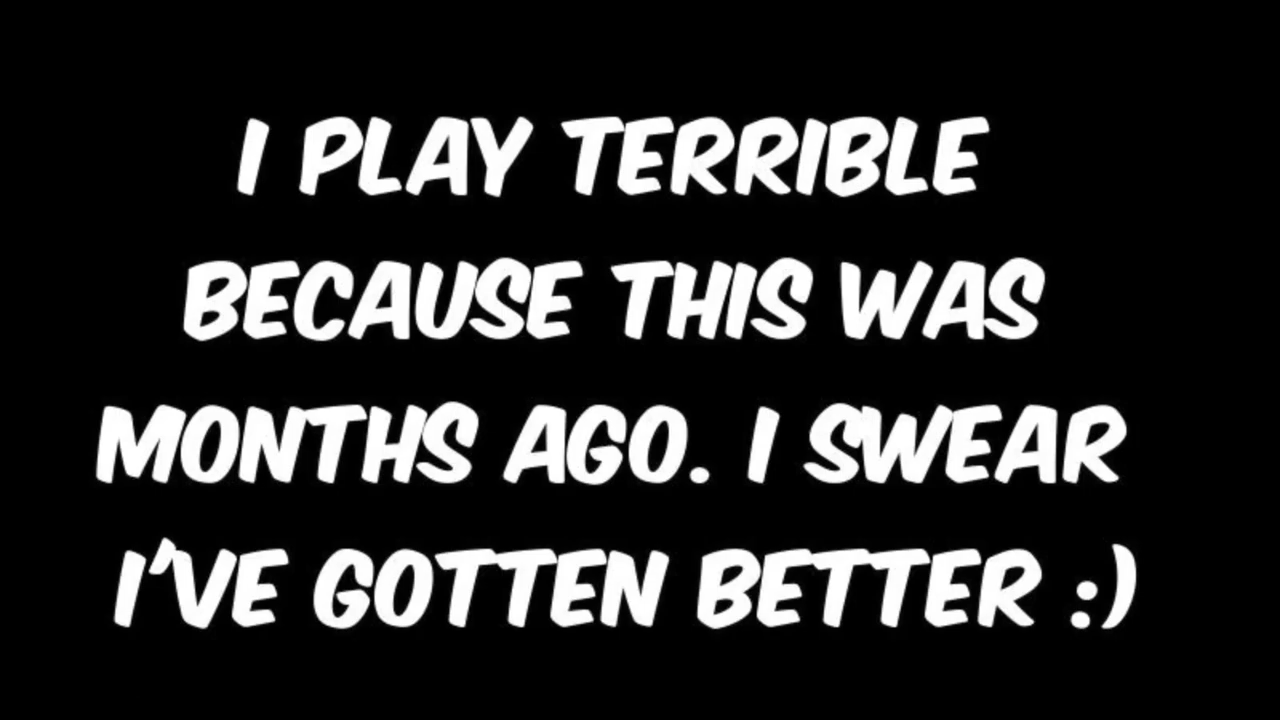 I PLAY TERRIBLE
BECAUSE THIS WAS
MONTHS AGO. I SWEAR
I'VE GOTTEN BETTER :)